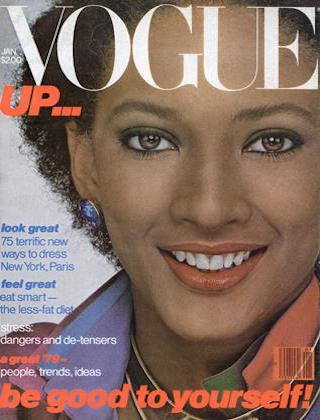 VOGUE
JAN
$2.00
UP...
look great
75 terrific new
ways to dress
New York, Paris
feel great
eat smart—
the less-fat diet
stress:
dangers and de-tensers
a great '79—
people, trends, ideas
be good to yourself!